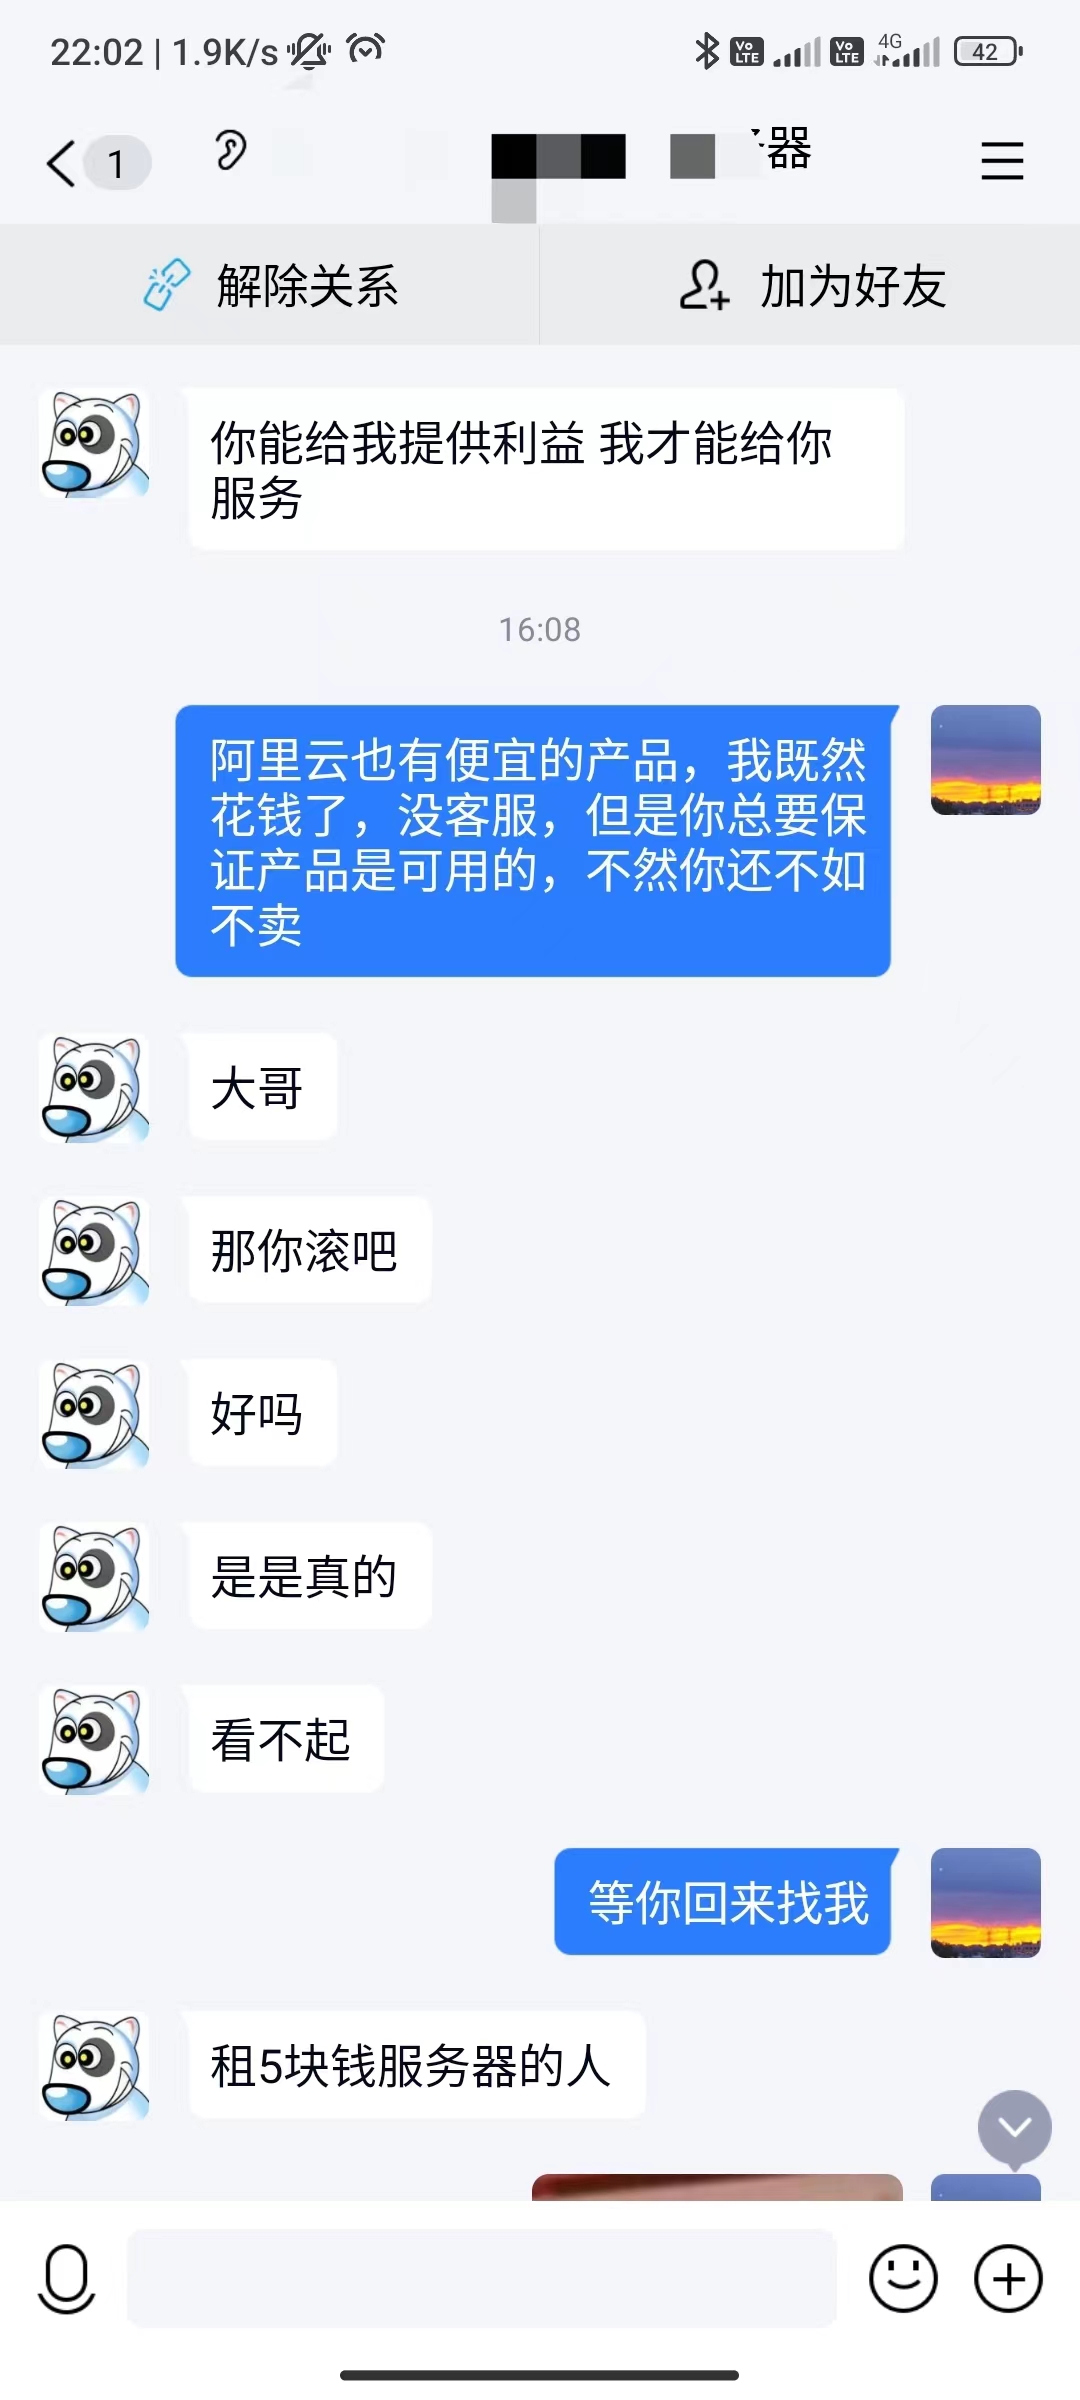 22:02 | 1.9K/s
Vo LTE
Vo LTE
4G
42
1
器
解除关系
加为好友
你能给我提供利益 我才能给你
服务
16:08
阿里云也有便宜的产品，我既然
花钱了，没客服，但是你总要保
证产品是可用的，不然你还不如
不卖
大哥
那你滚吧
好吗
是是真的
看不起
等你回来找我
租5块钱服务器的人